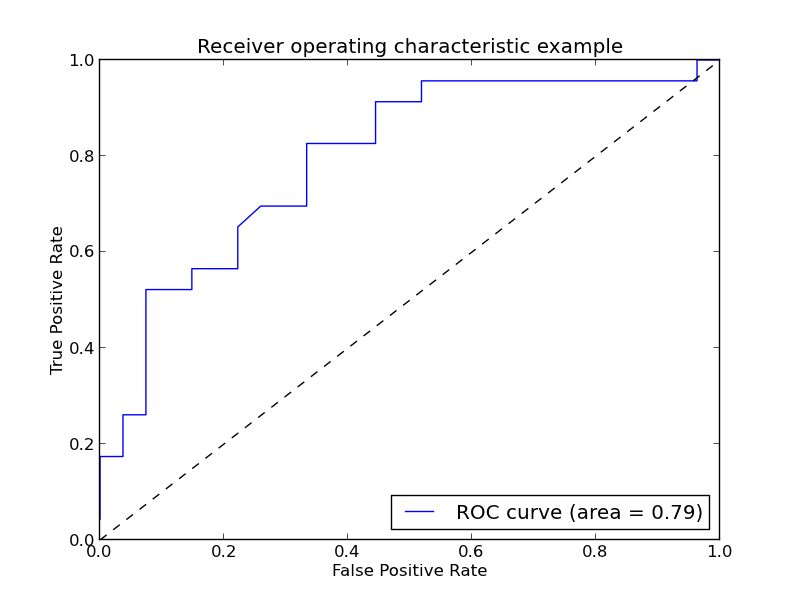 Receiver operating characteristic example
1.0
0.8
0.6
0.4
0.2
0.0
True Positive Rate
ROC curve (area = 0.79)
0.0 0.2 0.4 0.6 0.8 1.0
False Positive Rate